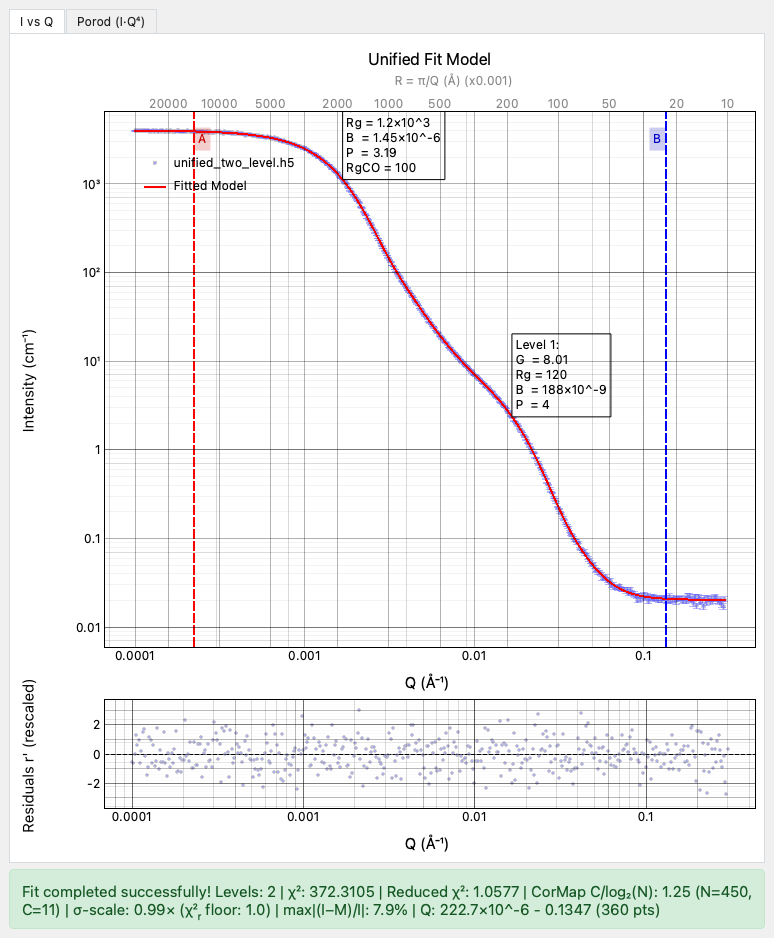 I vs Q
Porod (I·Q⁴)
Unified Fit Model
R = π/Q (Å) (x0.001)
20000 10000 5000 2000 1000 500 200 100 50 20 10
A
B
Rg = 1.2×10^3
B = 1.45×10^-6
P = 3.19
RgCO = 100
unified_two_level.h5
Fitted Model
Level 1:
G = 8.01
Rg = 120
B = 188×10^-9
P = 4
Intensity (cm⁻¹)
10³
10²
10¹
1
0.1
0.01
0.0001 0.001 0.01 0.1
Q (Å⁻¹)
Residuals r' (rescaled)
2
0
-2
0.0001 0.001 0.01 0.1
Q (Å⁻¹)
Fit completed successfully! Levels: 2 | χ²: 372.3105 | Reduced χ²: 1.0577 | CorMap C/log₂(N): 1.25 (N=450,
C=11) | σ-scale: 0.99× (χ²ᵣ floor: 1.0) | max|(I−M)/I|: 7.9% | Q: 222.7×10^-6 - 0.1347 (360 pts)